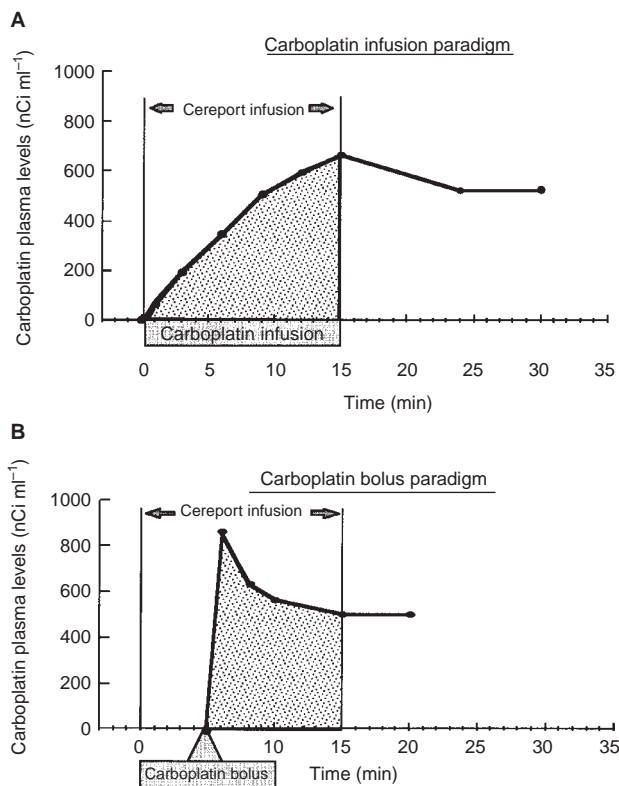 A
Carboplatin infusion paradigm
Carboplatin plasma levels (nCi ml⁻¹)
1000
800
600
400
200
0
Cereport infusion
Carboplatin infusion
0 5 10 15 20 25 30 35
Time (min)
B
Carboplatin bolus paradigm
Carboplatin plasma levels (nCi ml⁻¹)
1000
800
600
400
200
0
Cereport infusion
0 5 10 15 20 25 30 35
Carboplatin bolus
Time (min)